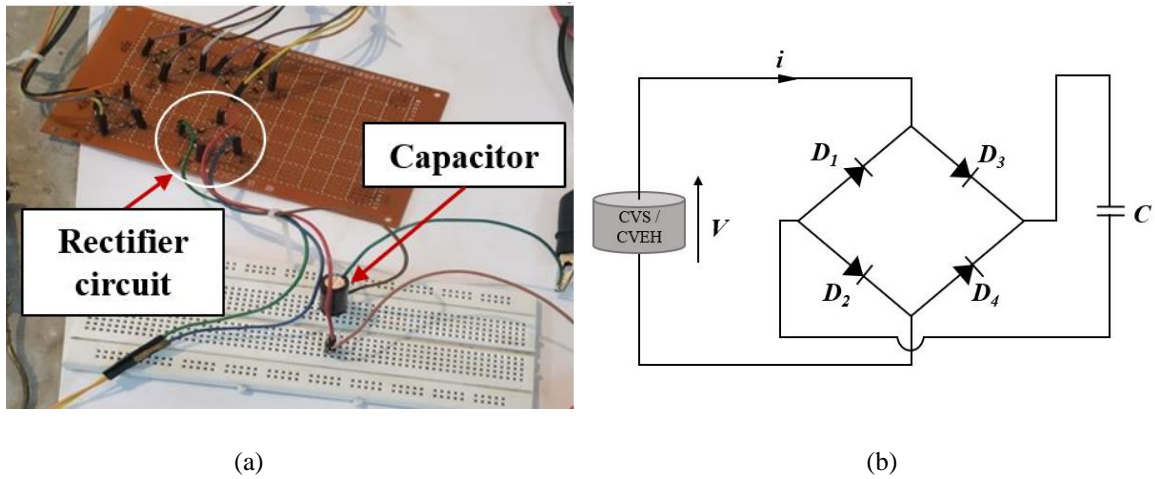 Capacitor
Rectifier
circuit
i
D1
D3
CVS /
CVEH
V
C
D2
D4
(a)
(b)